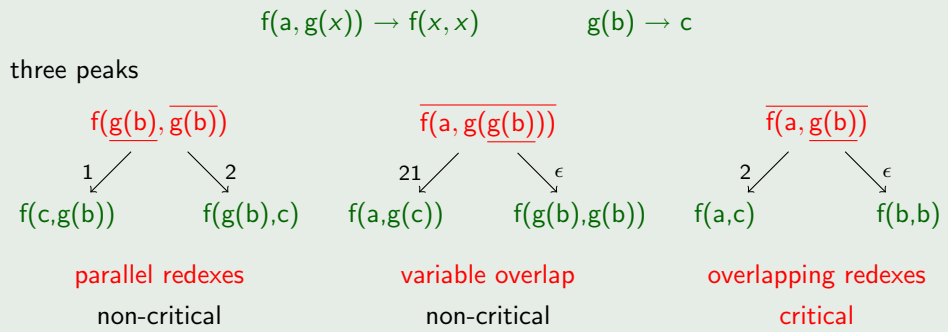 f(a, g(x)) → f(x, x) g(b) → c
three peaks
f(g(b), g(b)) f(a, g(g(b))) f(a, g(b))
1 2 21 ϵ 2 ϵ
f(c,g(b)) f(g(b),c) f(a,g(c)) f(g(b),g(b)) f(a,c) f(b,b)
parallel redexes variable overlap overlapping redexes
non-critical non-critical critical